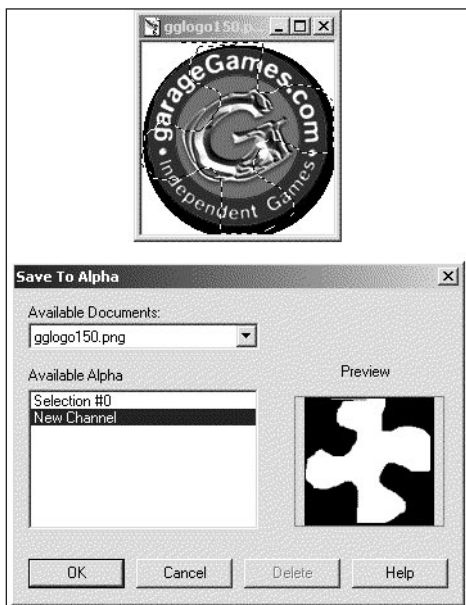 gglogo150.p...
garageGames.com
• Independent Games •
Save To Alpha
Available Documents:
gglogo150.png
Available Alpha
Preview
Selection #0
New Channel
OK
Cancel
Delete
Help